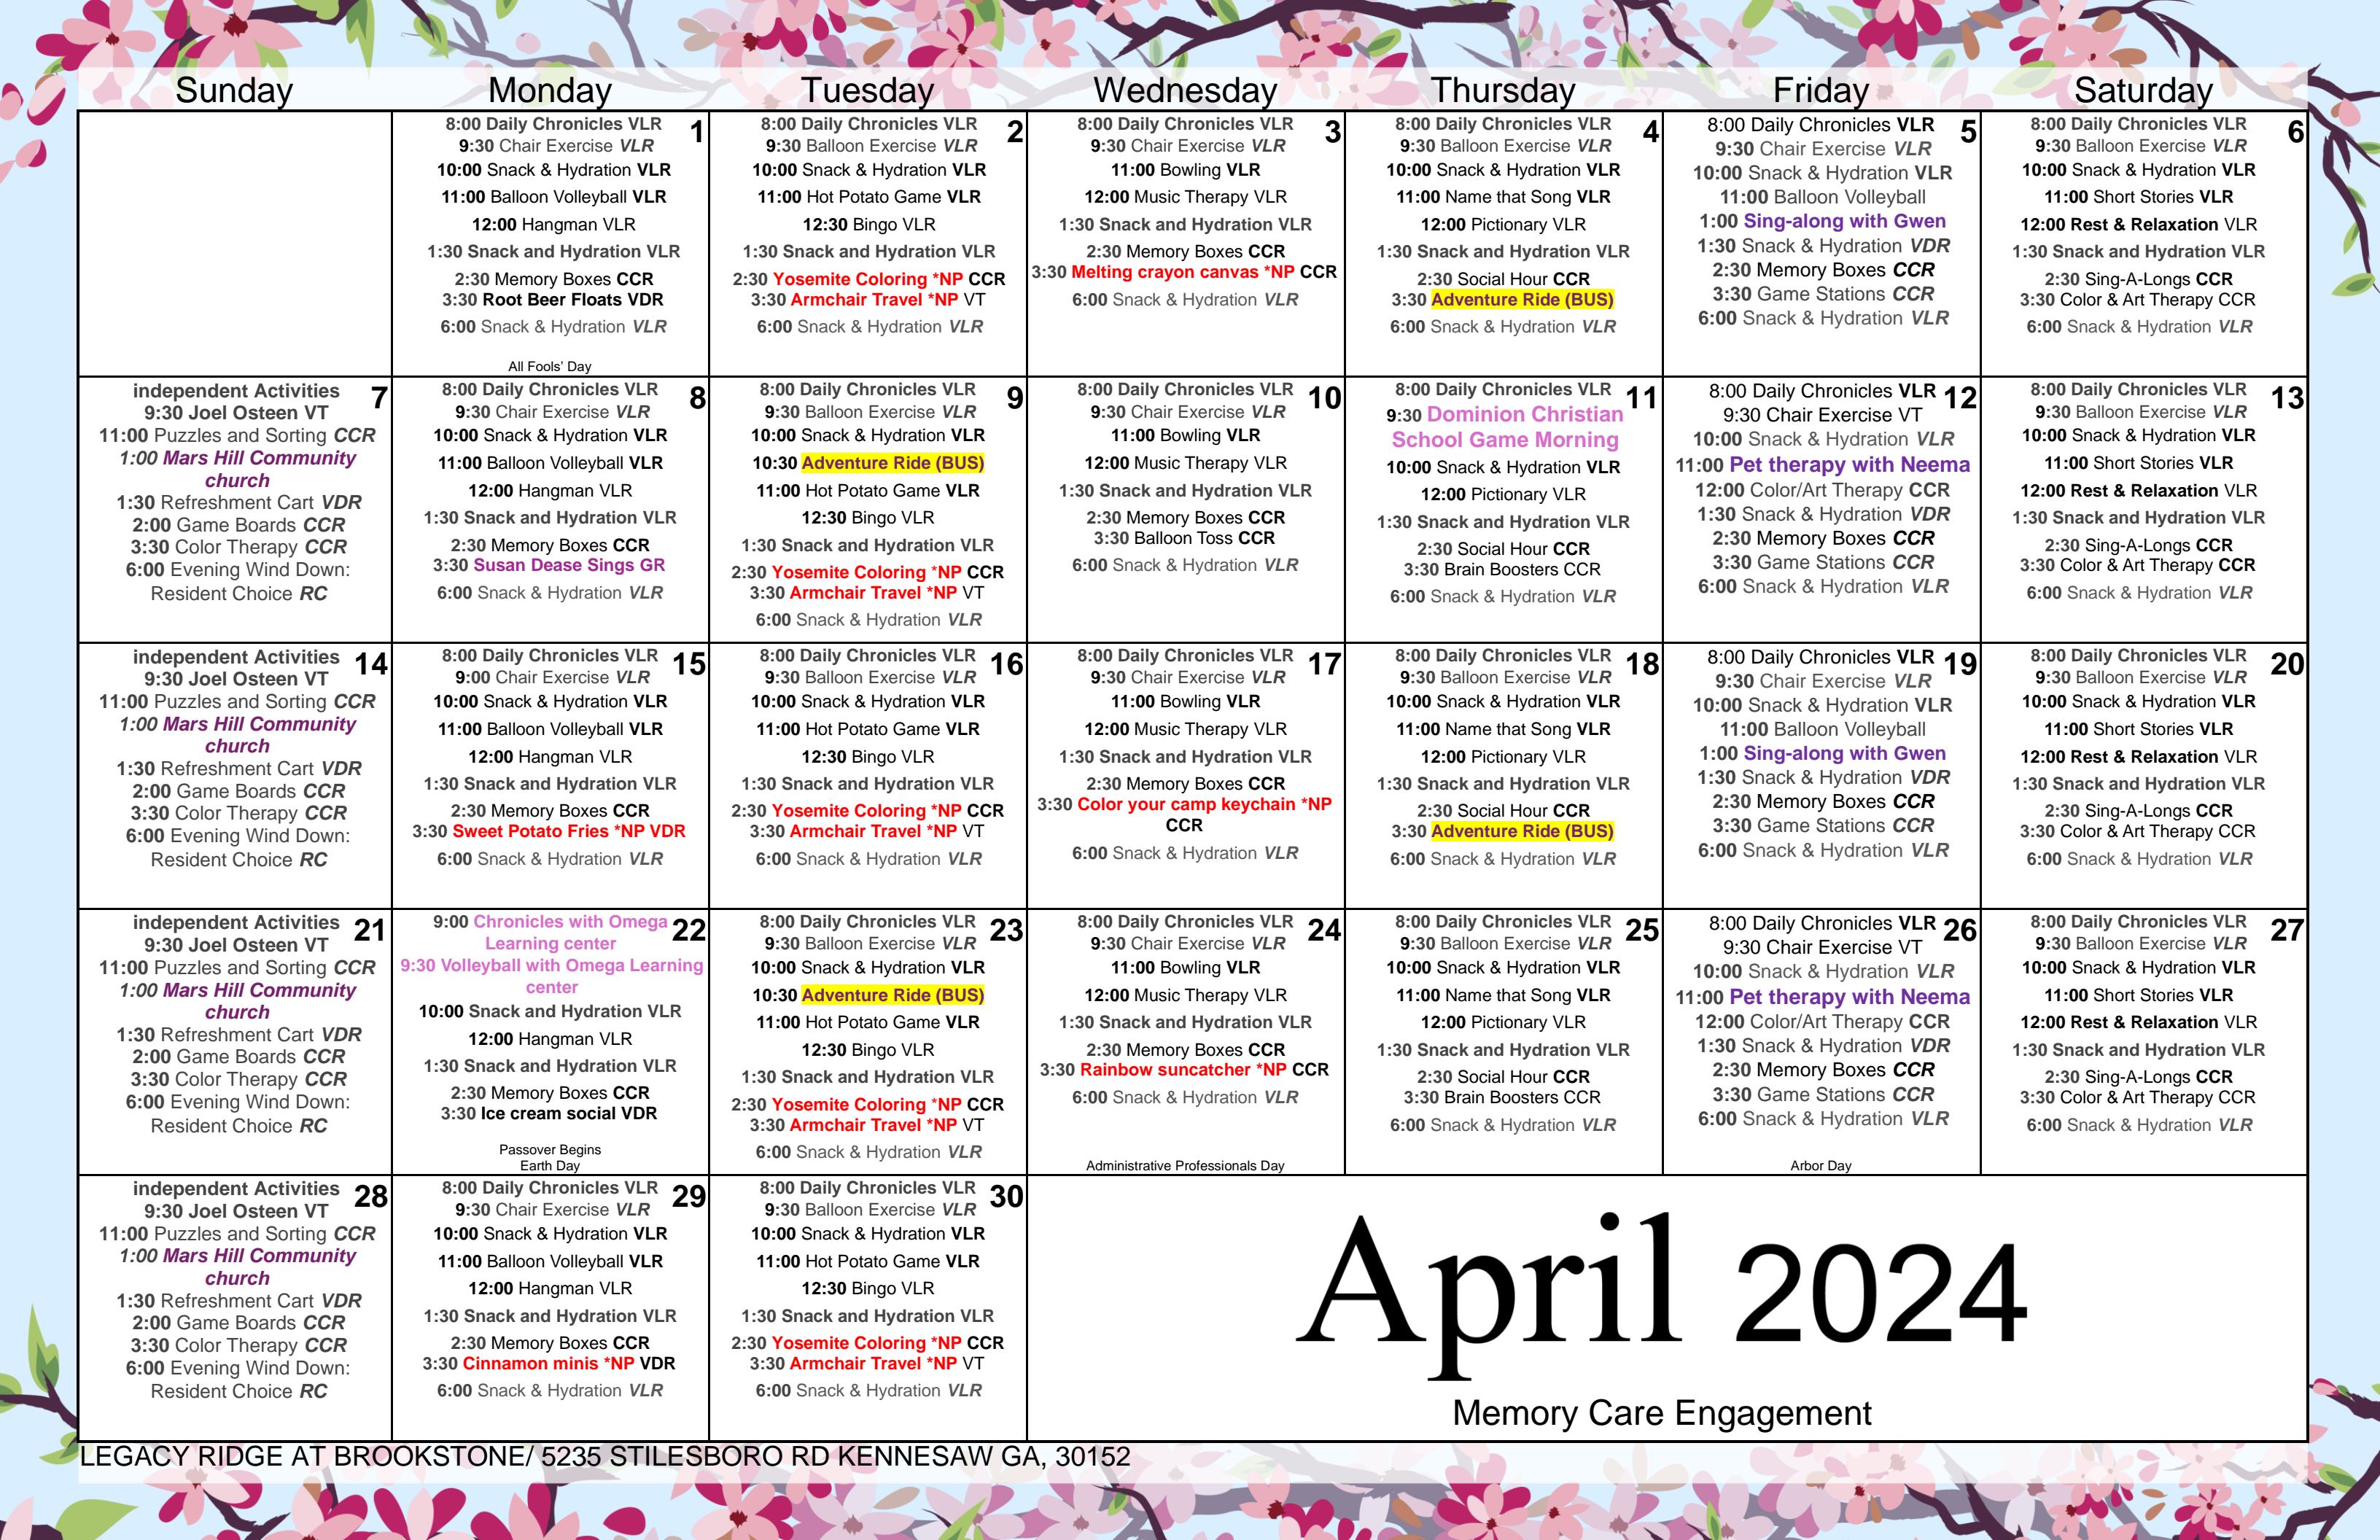 Sunday Monday Tuesday Wednesday Thursday Friday Saturday
8:00 Daily Chronicles VLR 1
9:30 Chair Exercise VLR
10:00 Snack & Hydration VLR
11:00 Balloon Volleyball VLR
12:00 Hangman VLR
1:30 Snack and Hydration VLR
2:30 Memory Boxes CCR
3:30 Root Beer Floats VDR
6:00 Snack & Hydration VLR
All Fools' Day
8:00 Daily Chronicles VLR 2
9:30 Balloon Exercise VLR
10:00 Snack & Hydration VLR
11:00 Hot Potato Game VLR
12:30 Bingo VLR
1:30 Snack and Hydration VLR
2:30 Yosemite Coloring *NP CCR
3:30 Armchair Travel *NP VT
6:00 Snack & Hydration VLR
8:00 Daily Chronicles VLR 3
9:30 Chair Exercise VLR
11:00 Bowling VLR
12:00 Music Therapy VLR
1:30 Snack and Hydration VLR
2:30 Memory Boxes CCR
3:30 Melting crayon canvas *NP CCR
6:00 Snack & Hydration VLR
8:00 Daily Chronicles VLR 4
9:30 Balloon Exercise VLR
10:00 Snack & Hydration VLR
11:00 Name that Song VLR
12:00 Pictionary VLR
1:30 Snack and Hydration VLR
2:30 Social Hour CCR
3:30 Adventure Ride (BUS)
6:00 Snack & Hydration VLR
8:00 Daily Chronicles VLR 5
9:30 Chair Exercise VLR
10:00 Snack & Hydration VLR
11:00 Balloon Volleyball
1:00 Sing-along with Gwen
1:30 Snack & Hydration VDR
2:30 Memory Boxes CCR
3:30 Game Stations CCR
6:00 Snack & Hydration VLR
8:00 Daily Chronicles VLR 6
9:30 Balloon Exercise VLR
10:00 Snack & Hydration VLR
11:00 Short Stories VLR
12:00 Rest & Relaxation VLR
1:30 Snack and Hydration VLR
2:30 Sing-A-Longs CCR
3:30 Color & Art Therapy CCR
6:00 Snack & Hydration VLR
independent Activities 7
9:30 Joel Osteen VT
11:00 Puzzles and Sorting CCR
1:00 Mars Hill Community
church
1:30 Refreshment Cart VDR
2:00 Game Boards CCR
3:30 Color Therapy CCR
6:00 Evening Wind Down:
Resident Choice RC
8:00 Daily Chronicles VLR 8
9:30 Chair Exercise VLR
10:00 Snack & Hydration VLR
11:00 Balloon Volleyball VLR
12:00 Hangman VLR
1:30 Snack and Hydration VLR
2:30 Memory Boxes CCR
3:30 Susan Dease Sings GR
6:00 Snack & Hydration VLR
8:00 Daily Chronicles VLR 9
9:30 Balloon Exercise VLR
10:00 Snack & Hydration VLR
10:30 Adventure Ride (BUS)
11:00 Hot Potato Game VLR
12:30 Bingo VLR
1:30 Snack and Hydration VLR
2:30 Yosemite Coloring *NP CCR
3:30 Armchair Travel *NP VT
6:00 Snack & Hydration VLR
8:00 Daily Chronicles VLR 10
9:30 Chair Exercise VLR
11:00 Bowling VLR
12:00 Music Therapy VLR
1:30 Snack and Hydration VLR
2:30 Memory Boxes CCR
3:30 Balloon Toss CCR
6:00 Snack & Hydration VLR
8:00 Daily Chronicles VLR 11
9:30 Dominion Christian
School Game Morning
10:00 Snack & Hydration VLR
12:00 Pictionary VLR
1:30 Snack and Hydration VLR
2:30 Social Hour CCR
3:30 Brain Boosters CCR
6:00 Snack & Hydration VLR
8:00 Daily Chronicles VLR 12
9:30 Chair Exercise VT
10:00 Snack & Hydration VLR
11:00 Pet therapy with Neema
12:00 Color/Art Therapy CCR
1:30 Snack & Hydration VDR
2:30 Memory Boxes CCR
3:30 Game Stations CCR
6:00 Snack & Hydration VLR
8:00 Daily Chronicles VLR 13
9:30 Balloon Exercise VLR
10:00 Snack & Hydration VLR
11:00 Short Stories VLR
12:00 Rest & Relaxation VLR
1:30 Snack and Hydration VLR
2:30 Sing-A-Longs CCR
3:30 Color & Art Therapy CCR
6:00 Snack & Hydration VLR
independent Activities 14
9:30 Joel Osteen VT
11:00 Puzzles and Sorting CCR
1:00 Mars Hill Community
church
1:30 Refreshment Cart VDR
2:00 Game Boards CCR
3:30 Color Therapy CCR
6:00 Evening Wind Down:
Resident Choice RC
8:00 Daily Chronicles VLR 15
9:00 Chair Exercise VLR
10:00 Snack & Hydration VLR
11:00 Balloon Volleyball VLR
12:00 Hangman VLR
1:30 Snack and Hydration VLR
2:30 Memory Boxes CCR
3:30 Sweet Potato Fries *NP VDR
6:00 Snack & Hydration VLR
8:00 Daily Chronicles VLR 16
9:30 Balloon Exercise VLR
10:00 Snack & Hydration VLR
11:00 Hot Potato Game VLR
12:30 Bingo VLR
1:30 Snack and Hydration VLR
2:30 Yosemite Coloring *NP CCR
3:30 Armchair Travel *NP VT
6:00 Snack & Hydration VLR
8:00 Daily Chronicles VLR 17
9:30 Chair Exercise VLR
11:00 Bowling VLR
12:00 Music Therapy VLR
1:30 Snack and Hydration VLR
2:30 Memory Boxes CCR
3:30 Color your camp keychain *NP
CCR
6:00 Snack & Hydration VLR
8:00 Daily Chronicles VLR 18
9:30 Balloon Exercise VLR
10:00 Snack & Hydration VLR
11:00 Name that Song VLR
12:00 Pictionary VLR
1:30 Snack and Hydration VLR
2:30 Social Hour CCR
3:30 Adventure Ride (BUS)
6:00 Snack & Hydration VLR
8:00 Daily Chronicles VLR 19
9:30 Chair Exercise VLR
10:00 Snack & Hydration VLR
11:00 Balloon Volleyball
1:00 Sing-along with Gwen
1:30 Snack & Hydration VDR
2:30 Memory Boxes CCR
3:30 Game Stations CCR
6:00 Snack & Hydration VLR
8:00 Daily Chronicles VLR 20
9:30 Balloon Exercise VLR
10:00 Snack & Hydration VLR
11:00 Short Stories VLR
12:00 Rest & Relaxation VLR
1:30 Snack and Hydration VLR
2:30 Sing-A-Longs CCR
3:30 Color & Art Therapy CCR
6:00 Snack & Hydration VLR
independent Activities 21
9:30 Joel Osteen VT
11:00 Puzzles and Sorting CCR
1:00 Mars Hill Community
church
1:30 Refreshment Cart VDR
2:00 Game Boards CCR
3:30 Color Therapy CCR
6:00 Evening Wind Down:
Resident Choice RC
9:00 Chronicles with Omega 22
Learning center
9:30 Volleyball with Omega Learning
center
10:00 Snack and Hydration VLR
12:00 Hangman VLR
1:30 Snack and Hydration VLR
2:30 Memory Boxes CCR
3:30 Ice cream social VDR
Passover Begins
Earth Day
8:00 Daily Chronicles VLR 23
9:30 Balloon Exercise VLR
10:00 Snack & Hydration VLR
10:30 Adventure Ride (BUS)
11:00 Hot Potato Game VLR
12:30 Bingo VLR
1:30 Snack and Hydration VLR
2:30 Yosemite Coloring *NP CCR
3:30 Armchair Travel *NP VT
6:00 Snack & Hydration VLR
8:00 Daily Chronicles VLR 24
9:30 Chair Exercise VLR
11:00 Bowling VLR
12:00 Music Therapy VLR
1:30 Snack and Hydration VLR
2:30 Memory Boxes CCR
3:30 Rainbow suncatcher *NP CCR
6:00 Snack & Hydration VLR
Administrative Professionals Day
8:00 Daily Chronicles VLR 25
9:30 Balloon Exercise VLR
10:00 Snack & Hydration VLR
11:00 Name that Song VLR
12:00 Pictionary VLR
1:30 Snack and Hydration VLR
2:30 Social Hour CCR
3:30 Brain Boosters CCR
6:00 Snack & Hydration VLR
8:00 Daily Chronicles VLR 26
9:30 Chair Exercise VT
10:00 Snack & Hydration VLR
11:00 Pet therapy with Neema
12:00 Color/Art Therapy CCR
1:30 Snack & Hydration VDR
2:30 Memory Boxes CCR
3:30 Game Stations CCR
6:00 Snack & Hydration VLR
Arbor Day
8:00 Daily Chronicles VLR 27
9:30 Balloon Exercise VLR
10:00 Snack & Hydration VLR
11:00 Short Stories VLR
12:00 Rest & Relaxation VLR
1:30 Snack and Hydration VLR
2:30 Sing-A-Longs CCR
3:30 Color & Art Therapy CCR
6:00 Snack & Hydration VLR
independent Activities 28
9:30 Joel Osteen VT
11:00 Puzzles and Sorting CCR
1:00 Mars Hill Community
church
1:30 Refreshment Cart VDR
2:00 Game Boards CCR
3:30 Color Therapy CCR
6:00 Evening Wind Down:
Resident Choice RC
8:00 Daily Chronicles VLR 29
9:30 Chair Exercise VLR
10:00 Snack & Hydration VLR
11:00 Balloon Volleyball VLR
12:00 Hangman VLR
1:30 Snack and Hydration VLR
2:30 Memory Boxes CCR
3:30 Cinnamon minis *NP VDR
6:00 Snack & Hydration VLR
8:00 Daily Chronicles VLR 30
9:30 Balloon Exercise VLR
10:00 Snack & Hydration VLR
11:00 Hot Potato Game VLR
12:30 Bingo VLR
1:30 Snack and Hydration VLR
2:30 Yosemite Coloring *NP CCR
3:30 Armchair Travel *NP VT
6:00 Snack & Hydration VLR
April 2024
Memory Care Engagement
LEGACY RIDGE AT BROOKSTONE/ 5235 STILESBORO RD KENNESAW GA, 30152